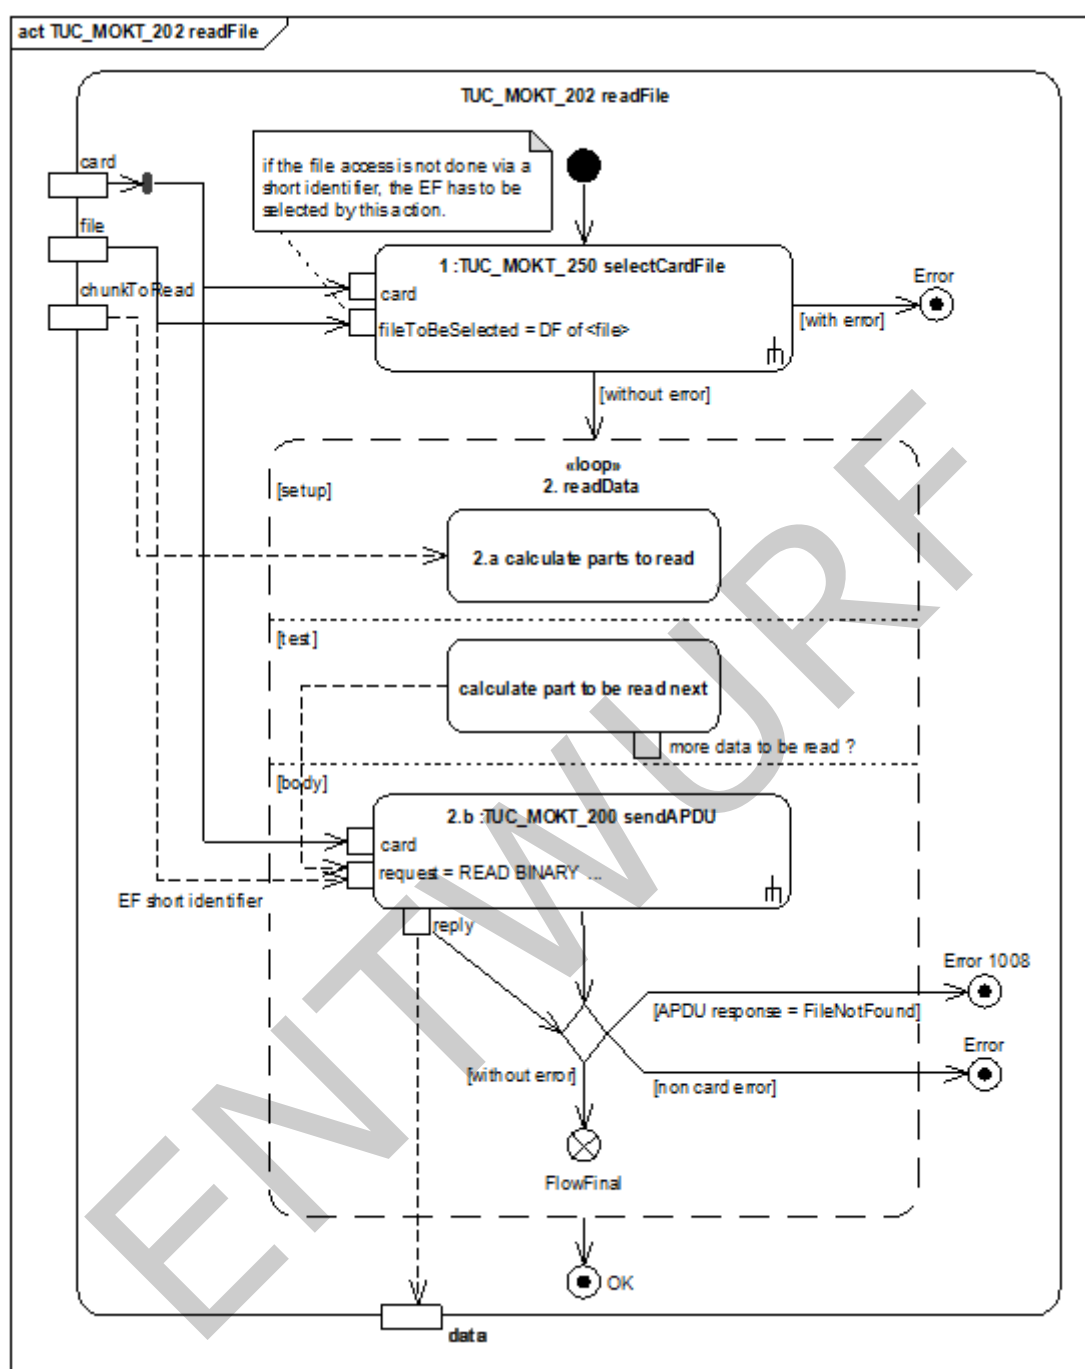 act TUC_MOKT_202 readFile
TUC_MOKT_202 readFile
card
file
chunkToRead
if the file access is not done via a
short identifier, the EF has to be
selected by this action.
1 :TUC_MOKT_250 selectCardFile
card
fileToBeSelected = DF of <file>
[with error]
Error
[without error]
«loop»
2. readData
[setup]
2.a calculate parts to read
[test]
calculate part to be read next
more data to be read ?
[body]
2.b :TUC_MOKT_200 sendAPDU
card
request = READ BINARY ...
EF short identifier
reply
Error 1008
[APDU response = FileNotFound]
Error
[without error]
[non card error]
FlowFinal
OK
data
ENTWURF